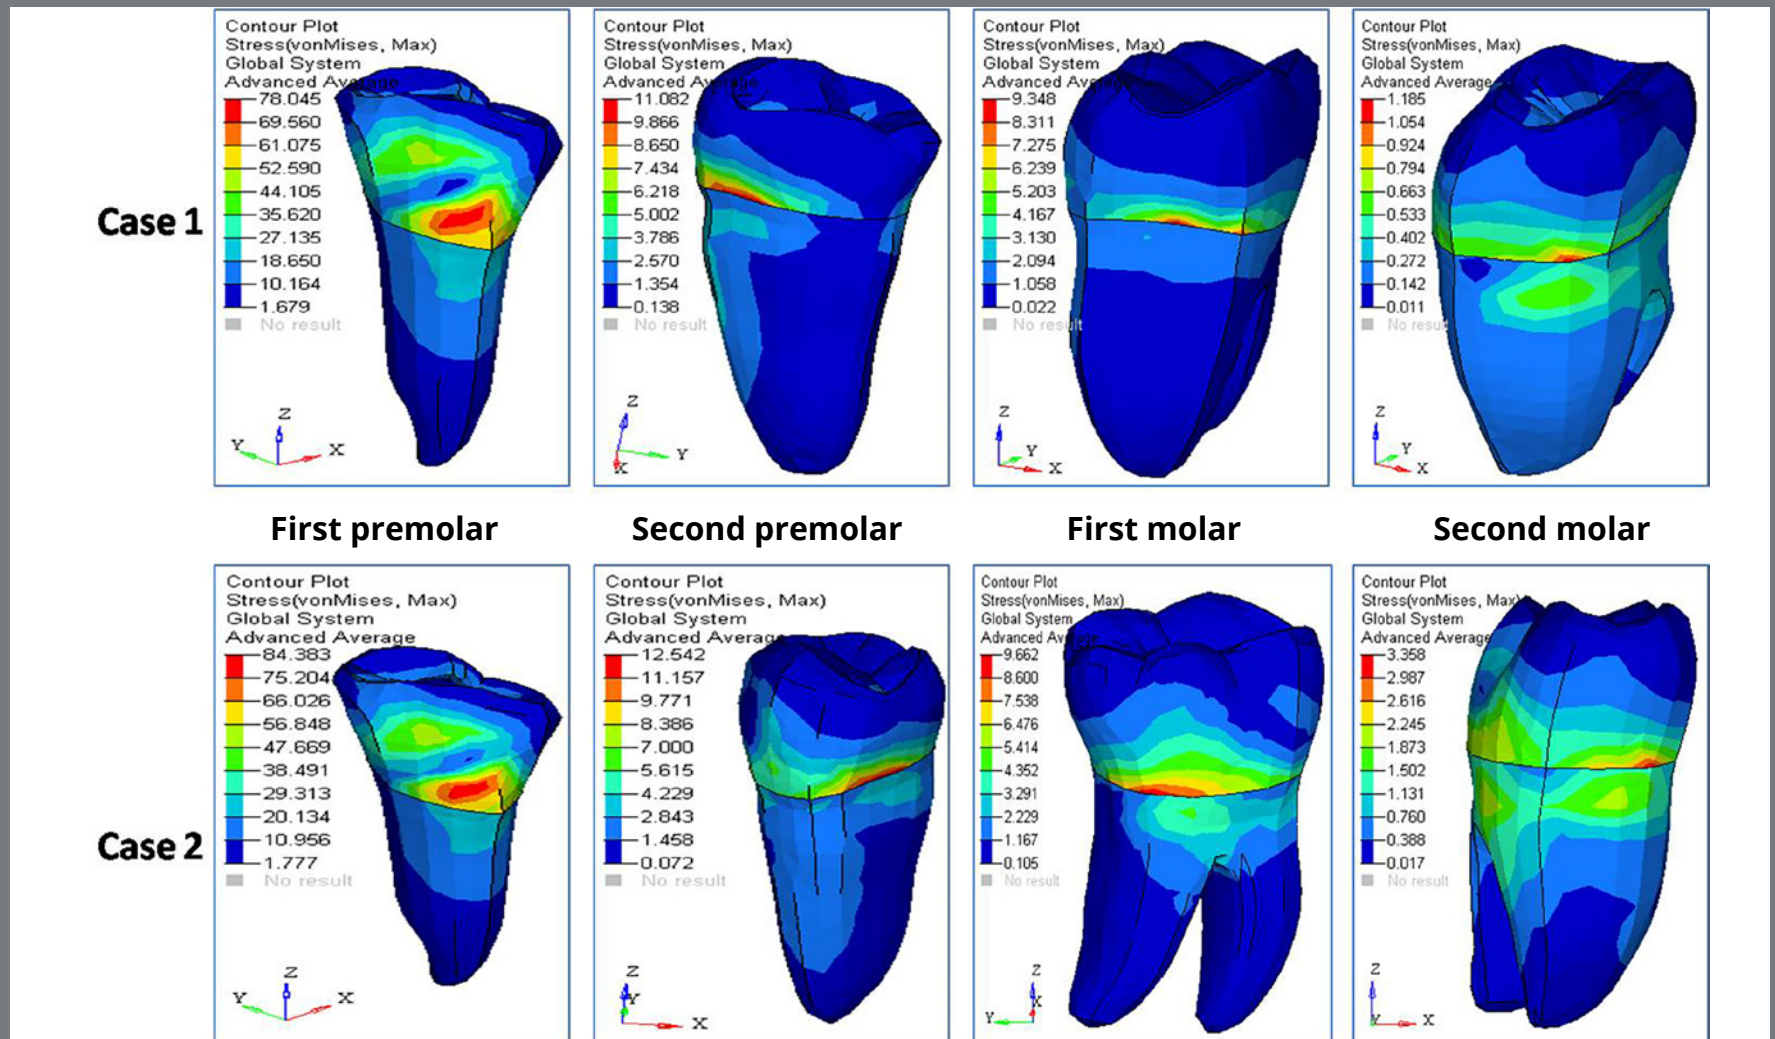 Contour Plot
Stress(vonMises, Max)
Global System
Advanced Average
78.045
69.560
61.075
52.590
44.105
35.620
27.135
18.650
10.164
1.679
No result
Z
Y
X
Contour Plot
Stress(vonMises, Max)
Global System
Advanced Average
11.082
9.866
8.650
7.434
6.218
5.002
3.786
2.570
1.354
0.138
No result
Z
Y
X
Contour Plot
Stress(vonMises, Max)
Global System
Advanced Average
9.348
8.311
7.275
6.239
5.203
4.167
3.130
2.094
1.058
0.022
No result
Z
Y
X
Contour Plot
Stress(vonMises, Max)
Global System
Advanced Average
1.185
1.054
0.924
0.794
0.663
0.533
0.402
0.272
0.142
0.011
No result
Z
Y
X
Case 1
First premolar
Second premolar
First molar
Second molar
Contour Plot
Stress(vonMises, Max)
Global System
Advanced Average
84.383
75.204
66.026
56.848
47.669
38.491
29.313
20.134
10.956
1.777
No result
Z
Y
X
Contour Plot
Stress(vonMises, Max)
Global System
Advanced Average
12.542
11.157
9.771
8.386
7.000
5.615
4.229
2.843
1.458
0.072
No result
Z
Y
X
Contour Plot
Stress(vonMises, Max)
Global System
Advanced Average
9.662
8.600
7.538
6.476
5.414
4.352
3.291
2.229
1.167
0.105
No result
Z
X
Y
Contour Plot
Stress(vonMises, Max)
Global System
Advanced Average
3.358
2.987
2.616
2.245
1.873
1.502
1.131
0.760
0.388
0.017
No result
Z
Y
X
Case 2